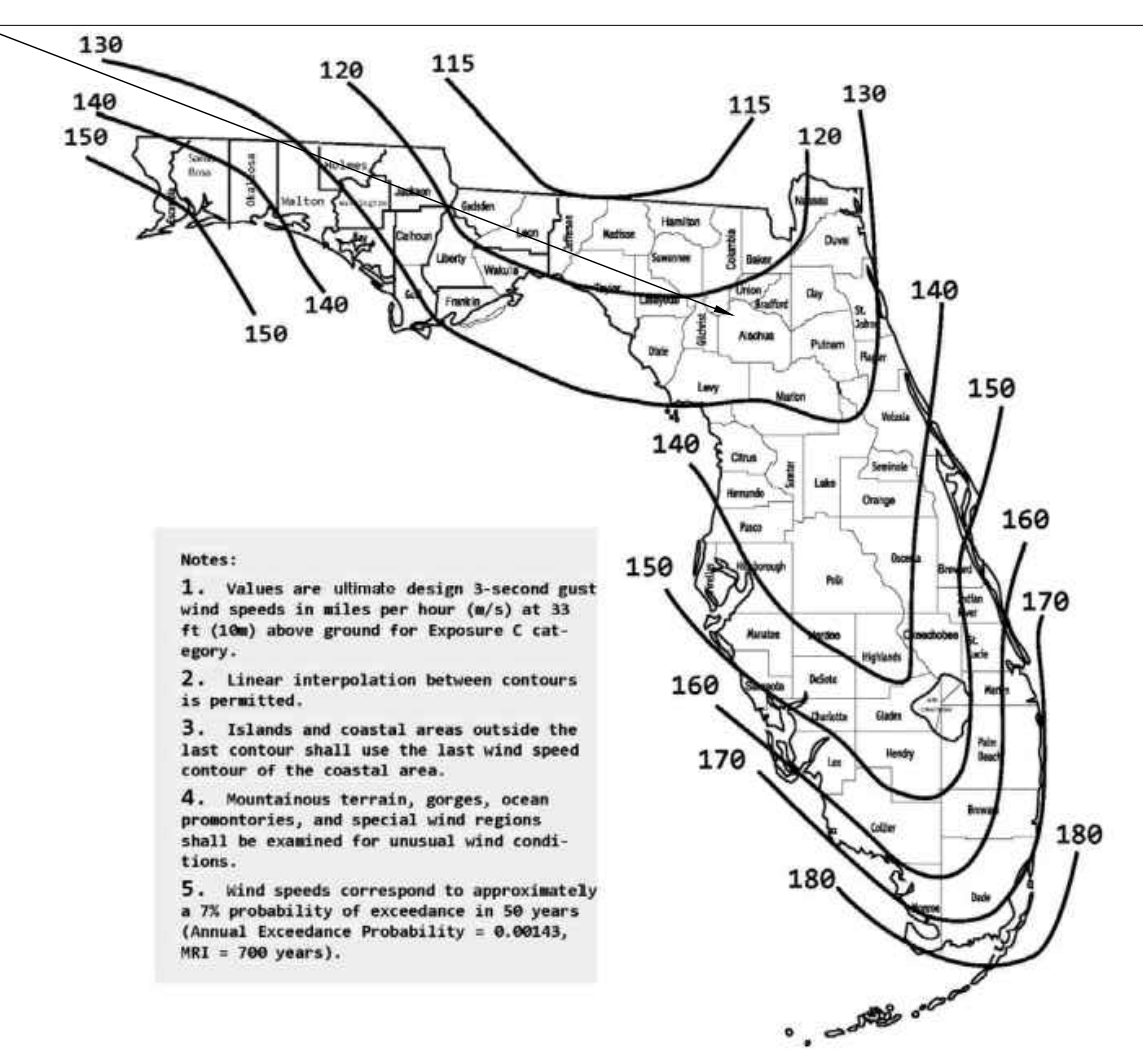 130
120
115
115
130
120
140
150
140
150
140
150
140
150
160
170
150
160
170
180
180
Santa
Rosa
Okaloosa
Walton
Holmes
Jackson
Bay
Calhoun
Gulf
Liberty
Franklin
Gadsden
Leon
Wakulla
Jefferson
Madison
Taylor
Hamilton
Suwannee
Lafayette
Columbia
Baker
Nassau
Duval
Union
Bradford
Clay
St.
Johns
Gilchrist
Alachua
Putnam
Flagler
Dixie
Levy
Marion
Volusia
Citrus
Sumter
Lake
Seminole
Hernando
Orange
Pasco
Hillsborough
Polk
Osceola
Brevard
Indian
River
Manatee
Hardee
Highlands
Okeechobee
St.
Lucie
Sarasota
DeSoto
Martin
Charlotte
Glades
Lee
Hendry
Palm
Beach
Collier
Broward
Monroe
Dade
Notes:
1. Values are ultimate design 3-second gust
wind speeds in miles per hour (m/s) at 33
ft (10m) above ground for Exposure C cat-
egory.
2. Linear interpolation between contours
is permitted.
3. Islands and coastal areas outside the
last contour shall use the last wind speed
contour of the coastal area.
4. Mountainous terrain, gorges, ocean
promontories, and special wind regions
shall be examined for unusual wind condi-
tions.
5. Wind speeds correspond to approximately
a 7% probability of exceedance in 50 years
(Annual Exceedance Probability = 0.00143,
MRI = 700 years).